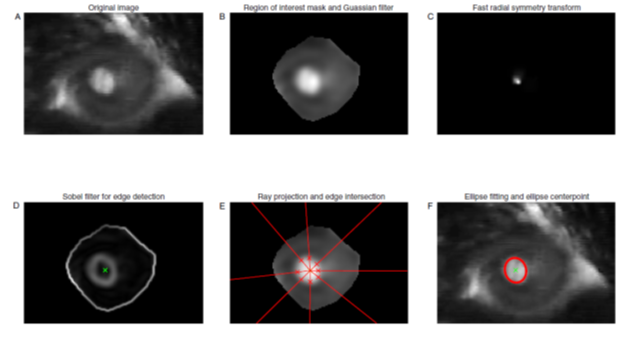 A Original image
B Region of interest mask and Guassian filter
C Fast radial symmetry transform
D Sobel filter for edge detection
E Ray projection and edge intersection
F Ellipse fitting and ellipse centerpoint